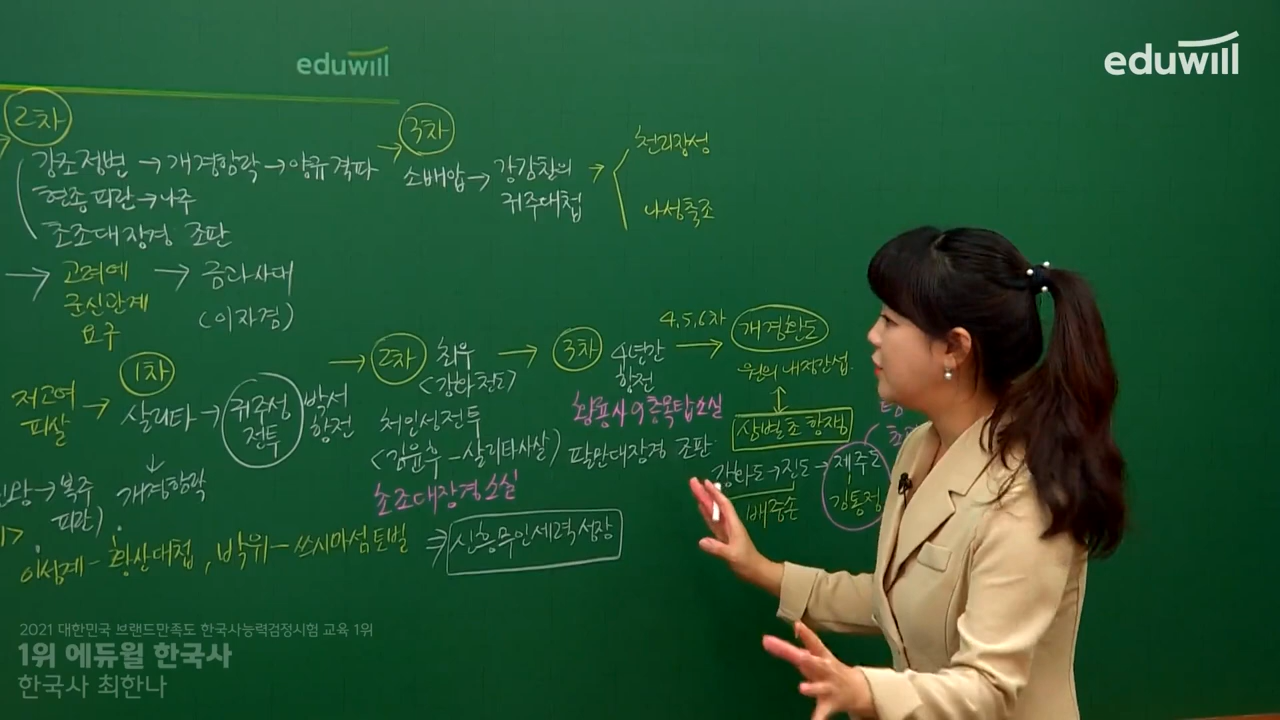 eduwill
eduwill
2차
강조정변 → 개경함락 → 양규 격파 →
현종 피란 → 나주
초조대장경 조판
3차
소배압 → 강감찬의 귀주대첩 →
천리장성
나성축조
→ 고려에 군신관계 요구 → 금과사대
(이자겸)
저고여 피살 →
1차
살리타 → 귀주성 전투 박서 항전
↓
개경함락
→ 2차 최우
<강화천도>
처인성전투
<김윤후 - 살리타사살)
초조대장경 소실
→ 3차 4년간 항전
황룡사 9층목탑소실
팔만대장경 조판
4,5,6차 →
개경환도
원의 내정간섭
↕
삼별초 항쟁
강화도 → 진도 → 제주도
배중손
김통정
→ 복주 피란)
이성계 - 황산대첩, 박위 - 쓰시마섬 토벌 ⇒ 신흥무인세력 성장
2021 대한민국 브랜드만족도 한국사능력검정시험 교육 1위
1위 에듀윌 한국사
한국사 최한나